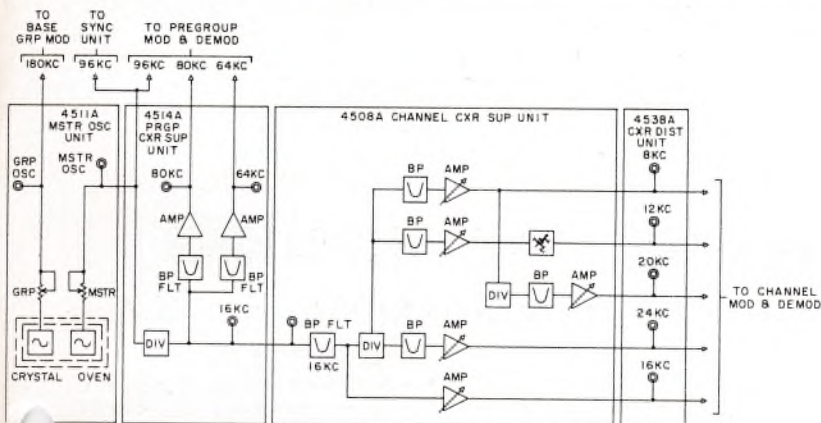 TO BASE GRP MOD
TO SYNC UNIT
TO PREGROUP MOD & DEMOD
180KC
96KC
96KC
80KC
64KC
4511A
MSTR OSC
UNIT
4514A
PRGP
CXR SUP
UNIT
4508A CHANNEL CXR SUP UNIT
4538A
CXR DIST
UNIT
8KC
GRP
OSC
MSTR
OSC
80KC
64KC
BP
AMP
AMP
AMP
BP
AMP
12KC
BP
FLT
BP
FLT
20KC
BP
AMP
DIV
TO CHANNEL
MOD & DEMOD
GRP
MSTR
16KC
BP FLT
BP
AMP
24KC
DIV
DIV
16KC
AMP
16KC
CRYSTAL OVEN